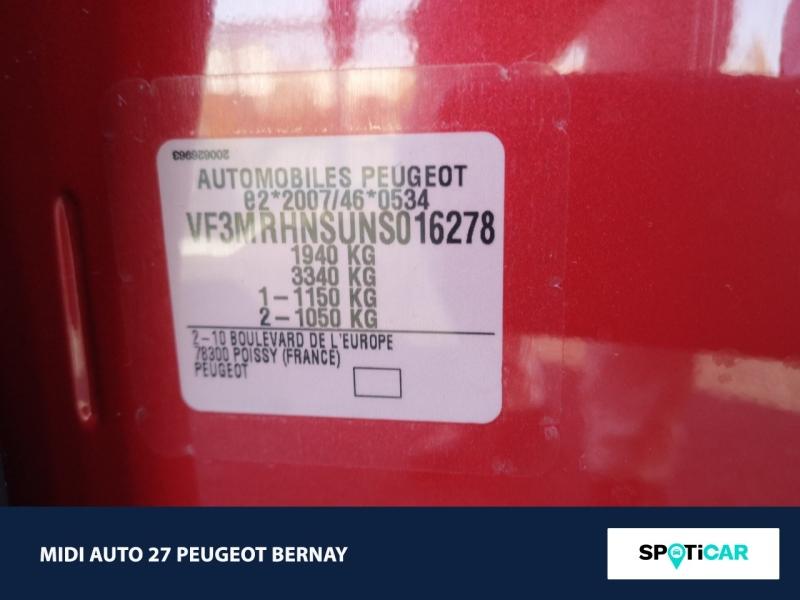 200626963
AUTOMOBILES PEUGEOT
e2*2007/46*0534
VF3MRHNSUNS016278
1940 KG
3340 KG
1-1150 KG
2-1050 KG
2-10 BOULEVARD DE L'EUROPE
78300 POISSY (FRANCE)
PEUGEOT
MIDI AUTO 27 PEUGEOT BERNAY
SPOTiCAR